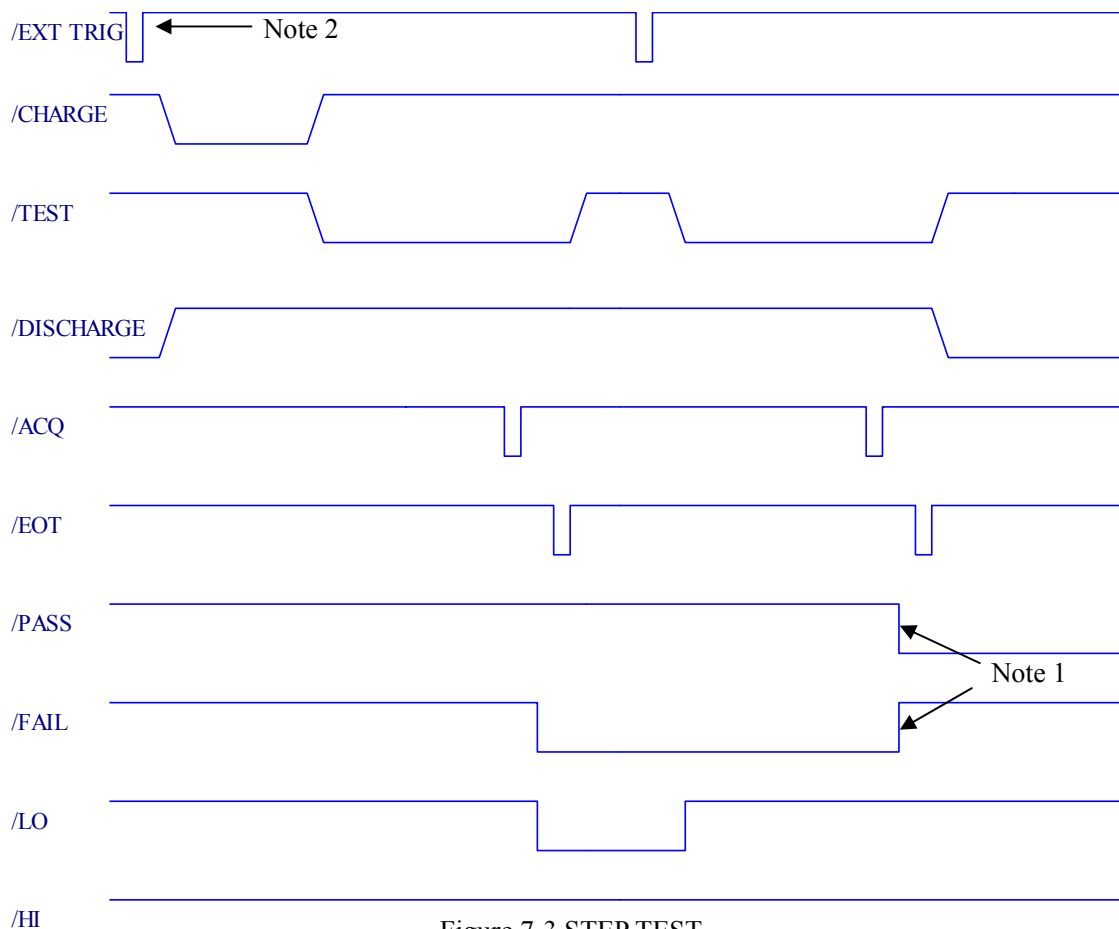 /EXT TRIG
Note 2
/CHARGE
/TEST
/DISCHARGE
/ACQ
/EOT
/PASS
Note 1
/FAIL
/LO
/HI
Figure 7-3 STEP TEST